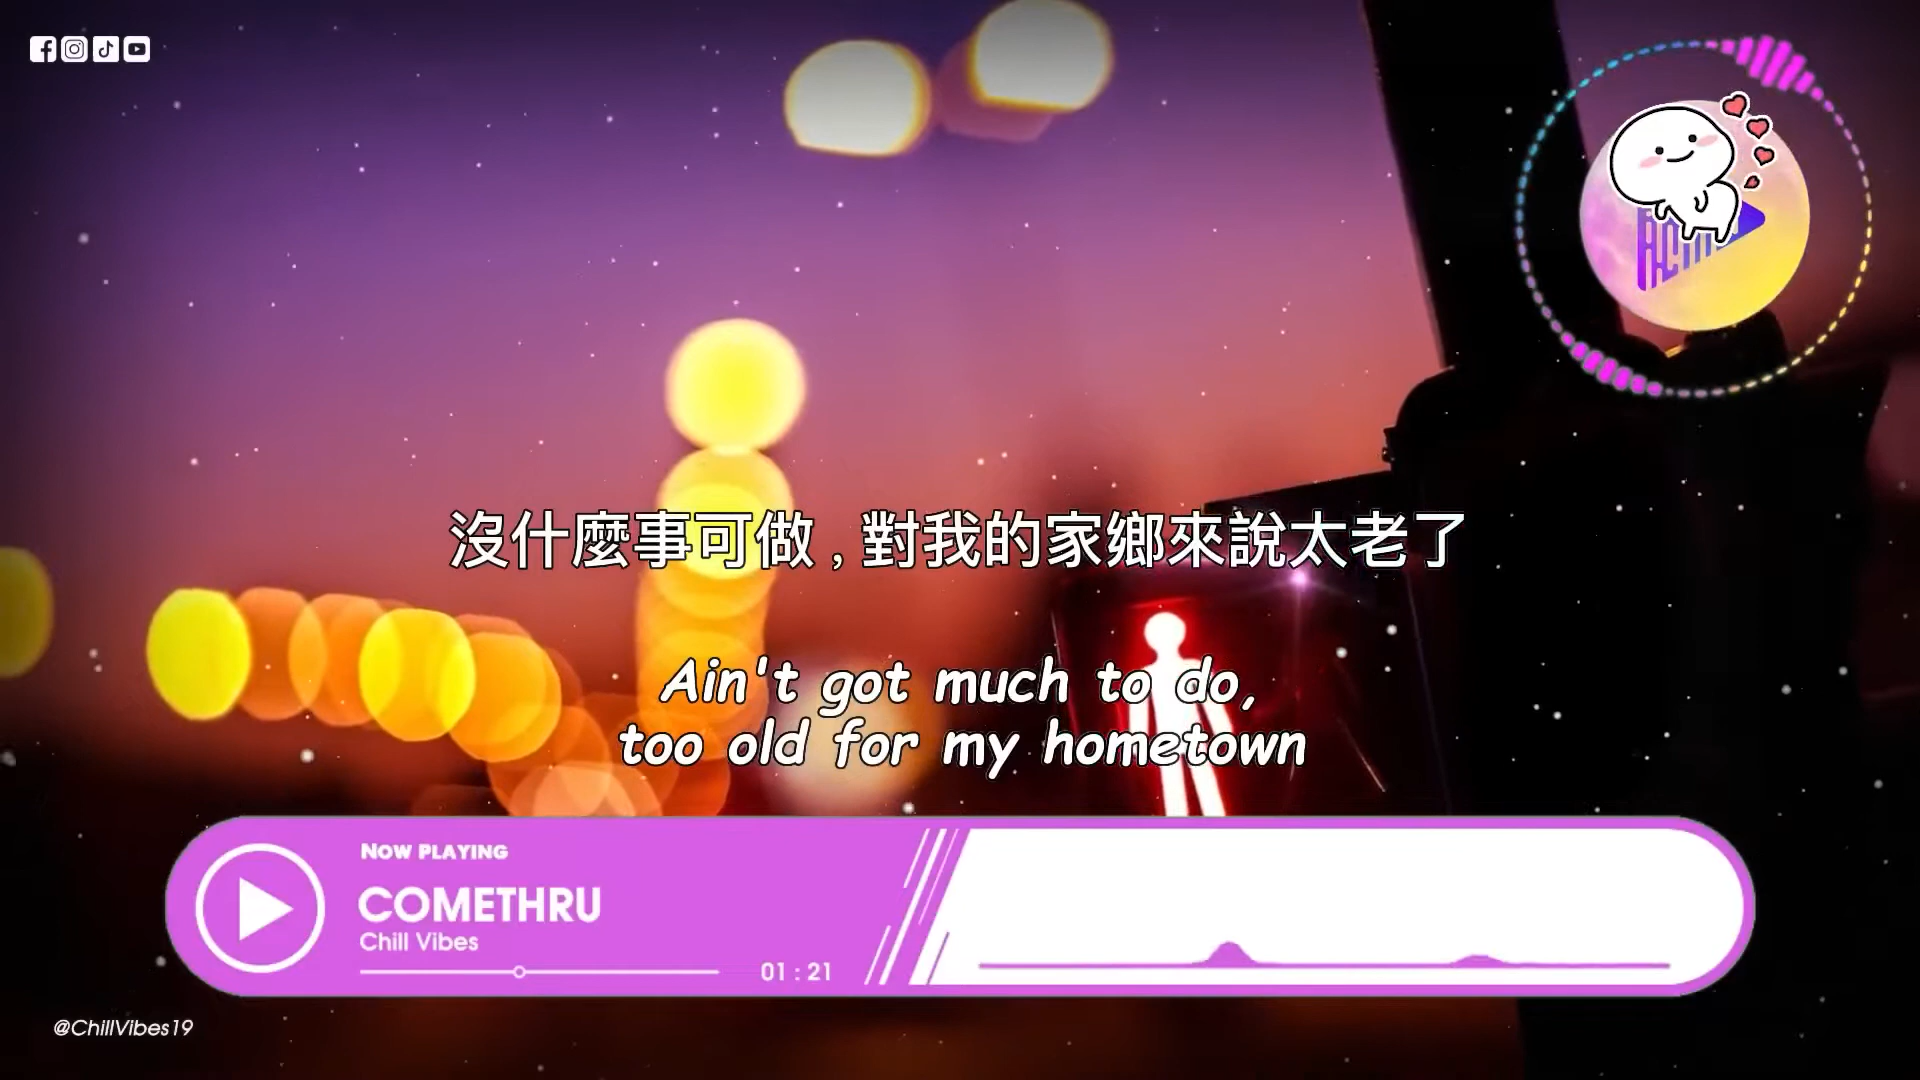 沒什麼事可做 , 對我的家鄉來說太老了
Ain't got much to do,
too old for my hometown
NOW PLAYING
COMETHRU
Chill Vibes
01 : 21
@ChillVibes19